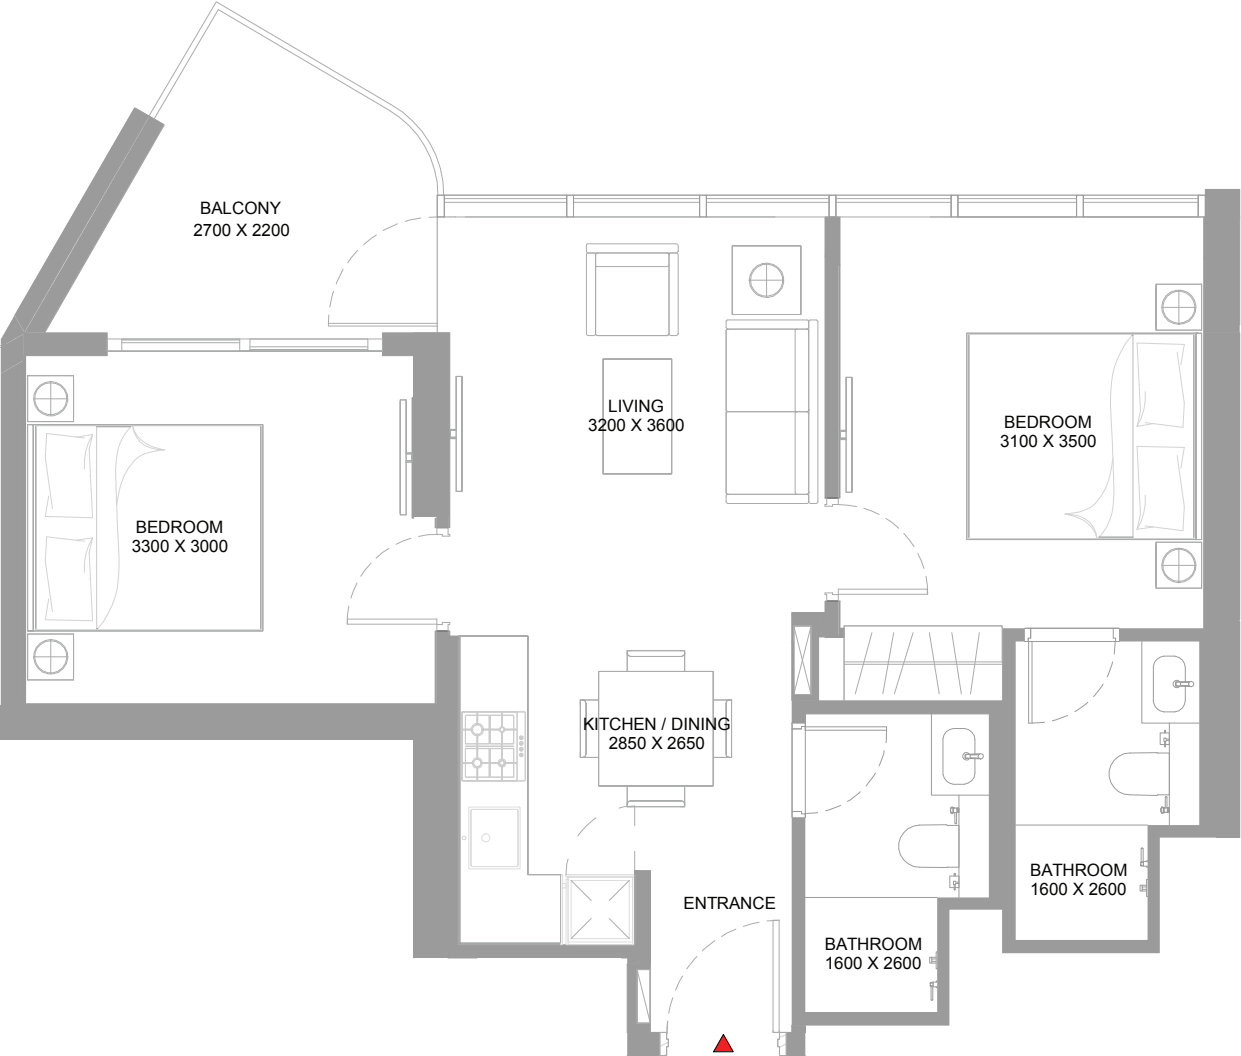 BALCONY
2700 X 2200
LIVING
3200 X 3600
BEDROOM
3100 X 3500
BEDROOM
3300 X 3000
KITCHEN / DINING
2850 X 2650
BATHROOM
1600 X 2600
ENTRANCE
BATHROOM
1600 X 2600